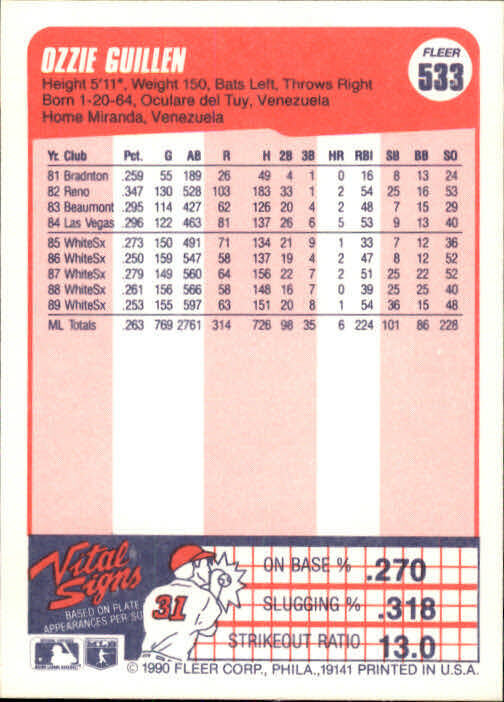 OZZIE GUILLEN
FLEER
533
Height 5'11", Weight 150, Bats Left, Throws Right
Born 1-20-64, Oculare del Tuy, Venezuela
Home Miranda, Venezuela
Yr. Club Pct. G AB R H 2B 3B HR RBI SB BB SO
81 Bradnton .259 55 189 26 49 4 1 0 16 8 13 24
82 Reno .347 130 528 103 183 33 1 2 54 25 16 53
83 Beaumont .295 114 427 62 126 20 4 2 48 7 15 29
84 Las Vegas .296 122 463 81 137 26 6 5 53 9 13 40
85 WhiteSx .273 150 491 71 134 21 9 1 33 7 12 36
86 WhiteSx .250 159 547 58 137 19 4 2 47 8 12 52
87 WhiteSx .279 149 560 64 156 22 7 2 51 25 22 52
88 WhiteSx .261 156 566 58 148 16 7 0 39 25 25 40
89 WhiteSx .253 155 597 63 151 20 8 1 54 36 15 48
ML Totals .263 769 2761 314 726 98 35 6 224 101 86 228
Vital Signs
BASED ON PLATE
APPEARANCES PER
31
ON BASE % .270
SLUGGING % .318
STRIKEOUT RATIO 13.0
© 1990 FLEER CORP., PHILA., 19141 PRINTED IN U.S.A.